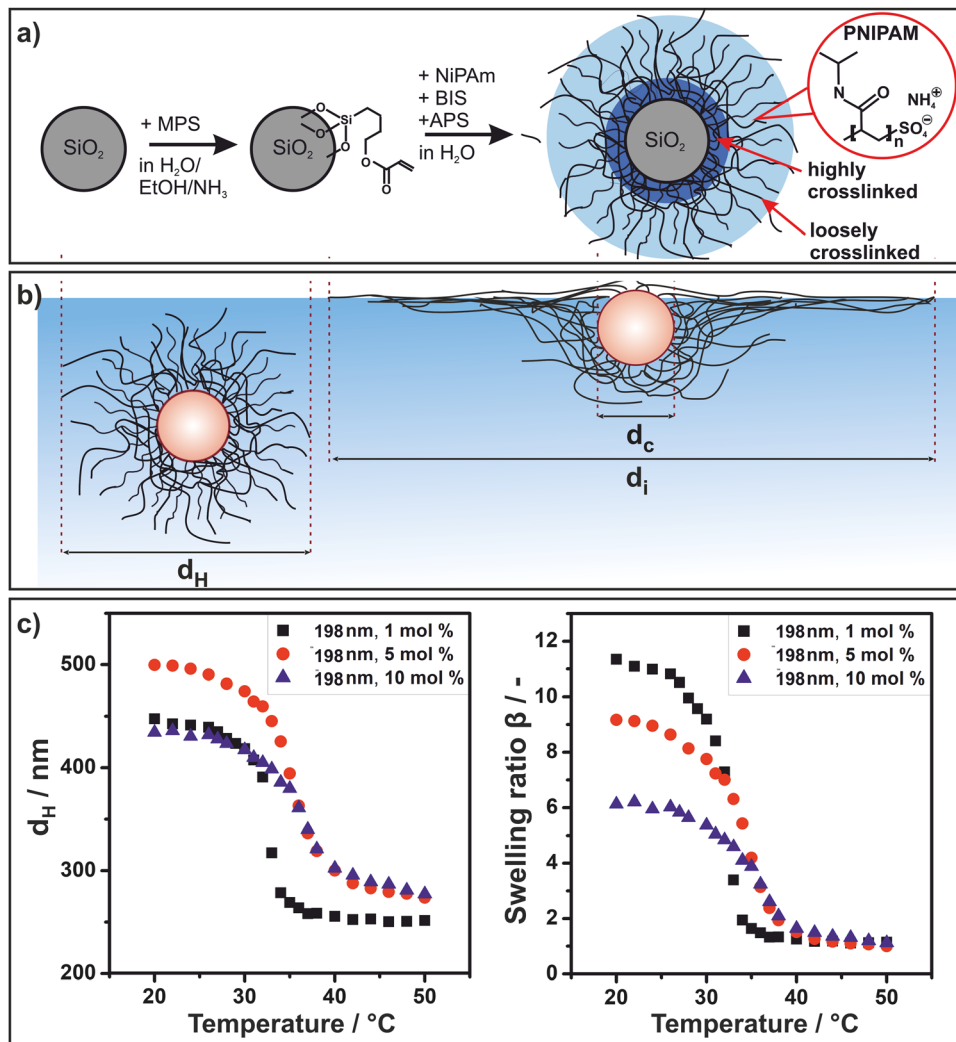 a)
SiO2
+ MPS
in H2O/
EtOH/NH3
SiO2
O
O
O
Si
O
O
+ NiPAm
+ BIS
+APS
in H2O
SiO2
PNIPAM
HN
O
NH4⊕
SO4⊖
n
highly
crosslinked
loosely
crosslinked
b)
dH
dc
di
c)
198nm, 1 mol %
198nm, 5 mol %
198nm, 10 mol %
500
400
300
200
dH / nm
20 30 40 50
Temperature / °C
198nm, 1 mol %
198nm, 5 mol %
198nm, 10 mol %
12
10
8
6
4
2
0
Swelling ratio β / -
20 30 40 50
Temperature / °C